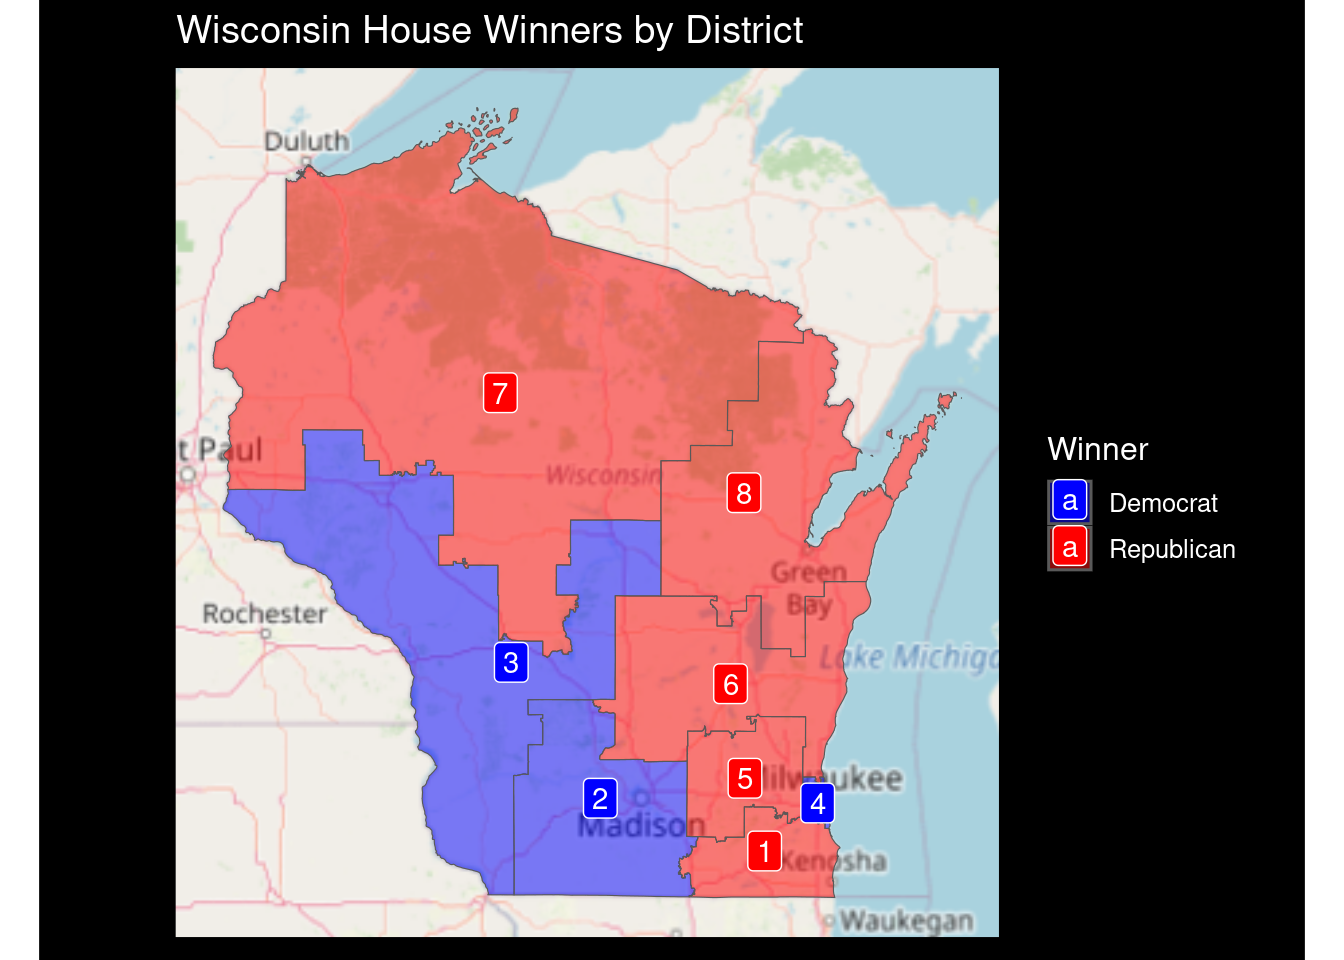 Wisconsin House Winners by District
Duluth
t Paul
Wisconsin
7
8
Winner
a Democrat
a Republican
Green
Bay
Rochester
3
6
Lake Michiga
5
ilwaukee
2
4
Madison
1
Kenosha
Waukegan